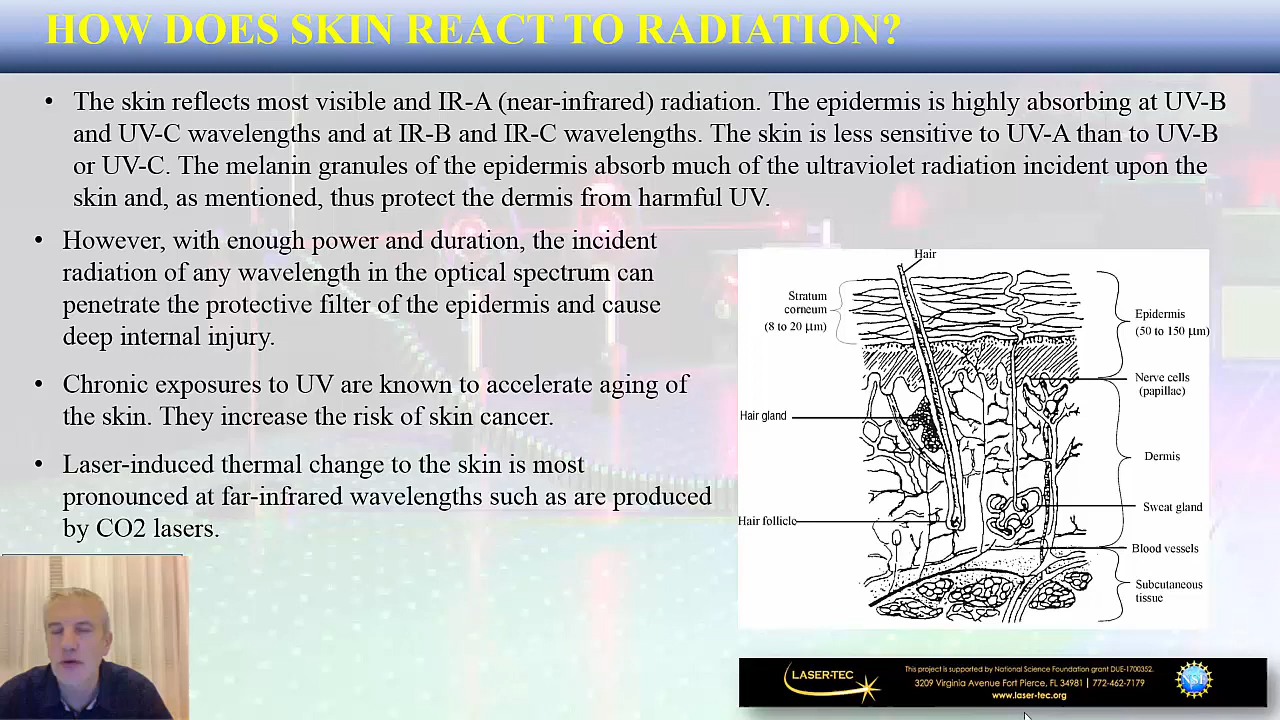 HOW DOES SKIN REACT TO RADIATION?
• The skin reflects most visible and IR-A (near-infrared) radiation. The epidermis is highly absorbing at UV-B
and UV-C wavelengths and at IR-B and IR-C wavelengths. The skin is less sensitive to UV-A than to UV-B
or UV-C. The melanin granules of the epidermis absorb much of the ultraviolet radiation incident upon the
skin and, as mentioned, thus protect the dermis from harmful UV.
• However, with enough power and duration, the incident
radiation of any wavelength in the optical spectrum can
penetrate the protective filter of the epidermis and cause
deep internal injury.
• Chronic exposures to UV are known to accelerate aging of
the skin. They increase the risk of skin cancer.
• Laser-induced thermal change to the skin is most
pronounced at far-infrared wavelengths such as are produced
by CO2 lasers.
Hair
Stratum
corneum
(8 to 20 μm)
Epidermis
(50 to 150 μm)
Nerve cells
(papillae)
Hair gland
Dermis
Sweat gland
Hair follicle
Blood vessels
Subcutaneous
tissue
LASER-TEC
This project is supported by National Science Foundation grant DUE-1700352.
3209 Virginia Avenue Fort Pierce, FL 34981 | 772-462-7179
www.laser-tec.org
NSF